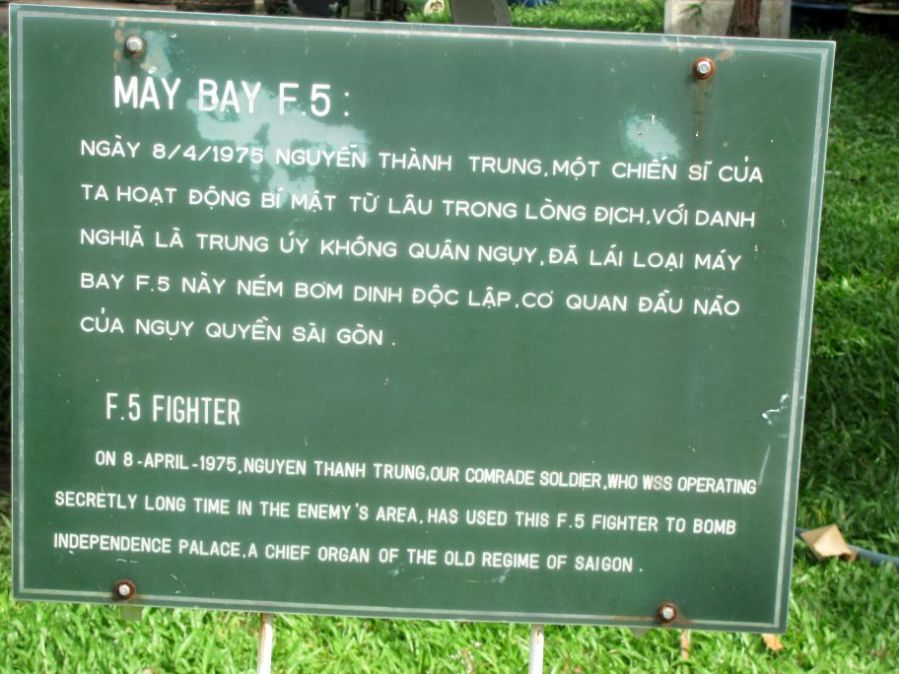 MÁY BAY F.5 :
NGÀY 8/4/1975 NGUYỄN THÀNH TRUNG,MỘT CHIẾN SĨ CỦA
TA HOẠT ĐỘNG BÍ MẬT TỪ LÂU TRONG LÒNG ĐỊCH,VỚI DANH
NGHIÃ LÀ TRUNG ÚY KHÔNG QUÂN NGỤY,ĐÃ LÁI LOẠI MÁY
BAY F.5 NÀY NÉM BƠM DINH ĐỘC LẬP,CƠ QUAN ĐẦU NÃO
CỦA NGỤY QUYỀN SÀI GÒN .
F.5 FIGHTER
ON 8-APRIL-1975,NGUYEN THANH TRUNG,OUR COMRADE SOLDIER,WHO WSS OPERATING
SECRETLY LONG TIME IN THE ENEMY'S AREA, HAS USED THIS F.5 FIGHTER TO BOMB
INDEPENDENCE PALACE,A CHIEF ORGAN OF THE OLD REGIME OF SAIGON .